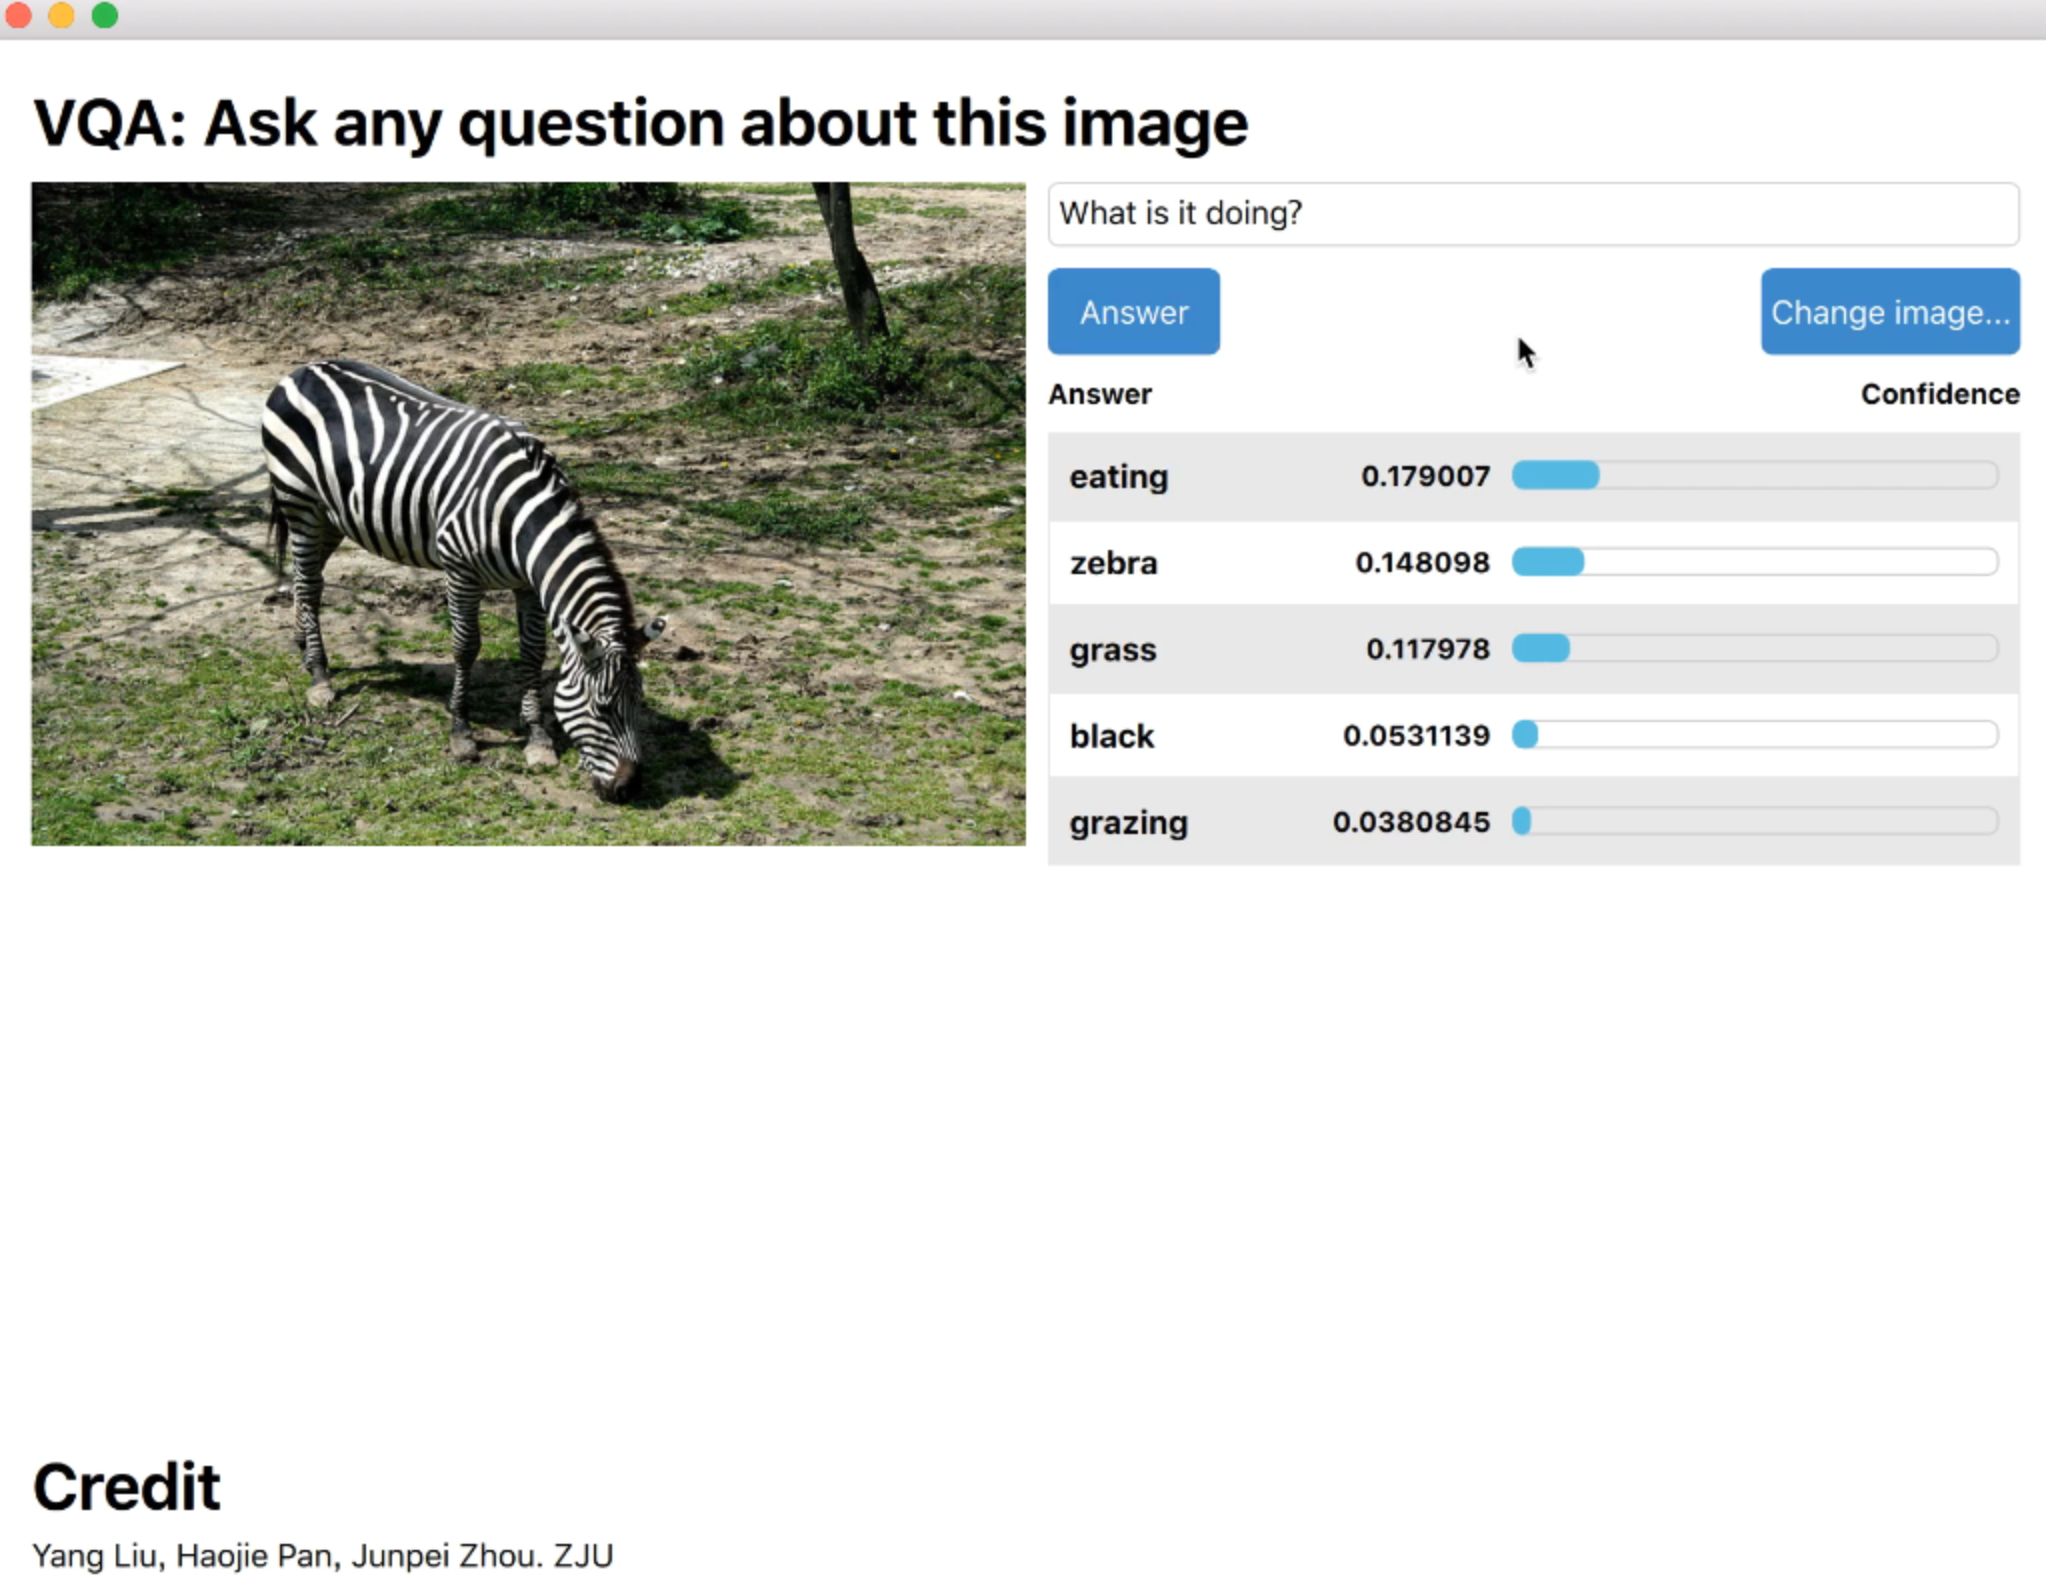 VQA: Ask any question about this image
What is it doing?
Answer
Change image...
Answer Confidence
eating 0.179007
zebra 0.148098
grass 0.117978
black 0.0531139
grazing 0.0380845
Credit
Yang Liu, Haojie Pan, Junpei Zhou. ZJU